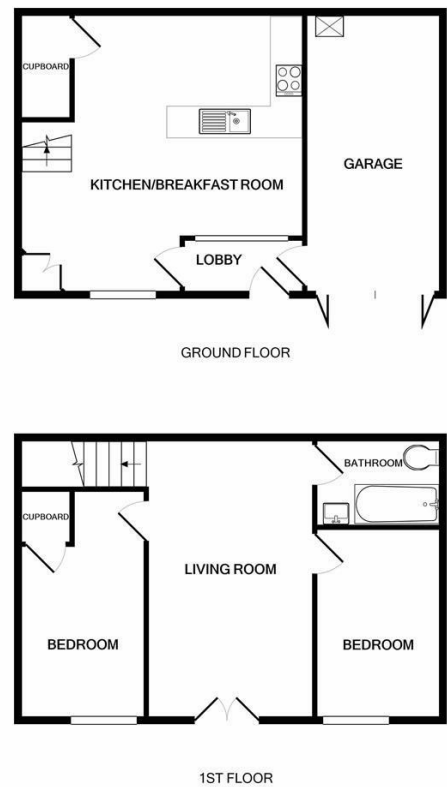 CUPBOARD
GARAGE
KITCHEN/BREAKFAST ROOM
LOBBY
GROUND FLOOR
BATHROOM
CUPBOARD
LIVING ROOM
BEDROOM
BEDROOM
1ST FLOOR